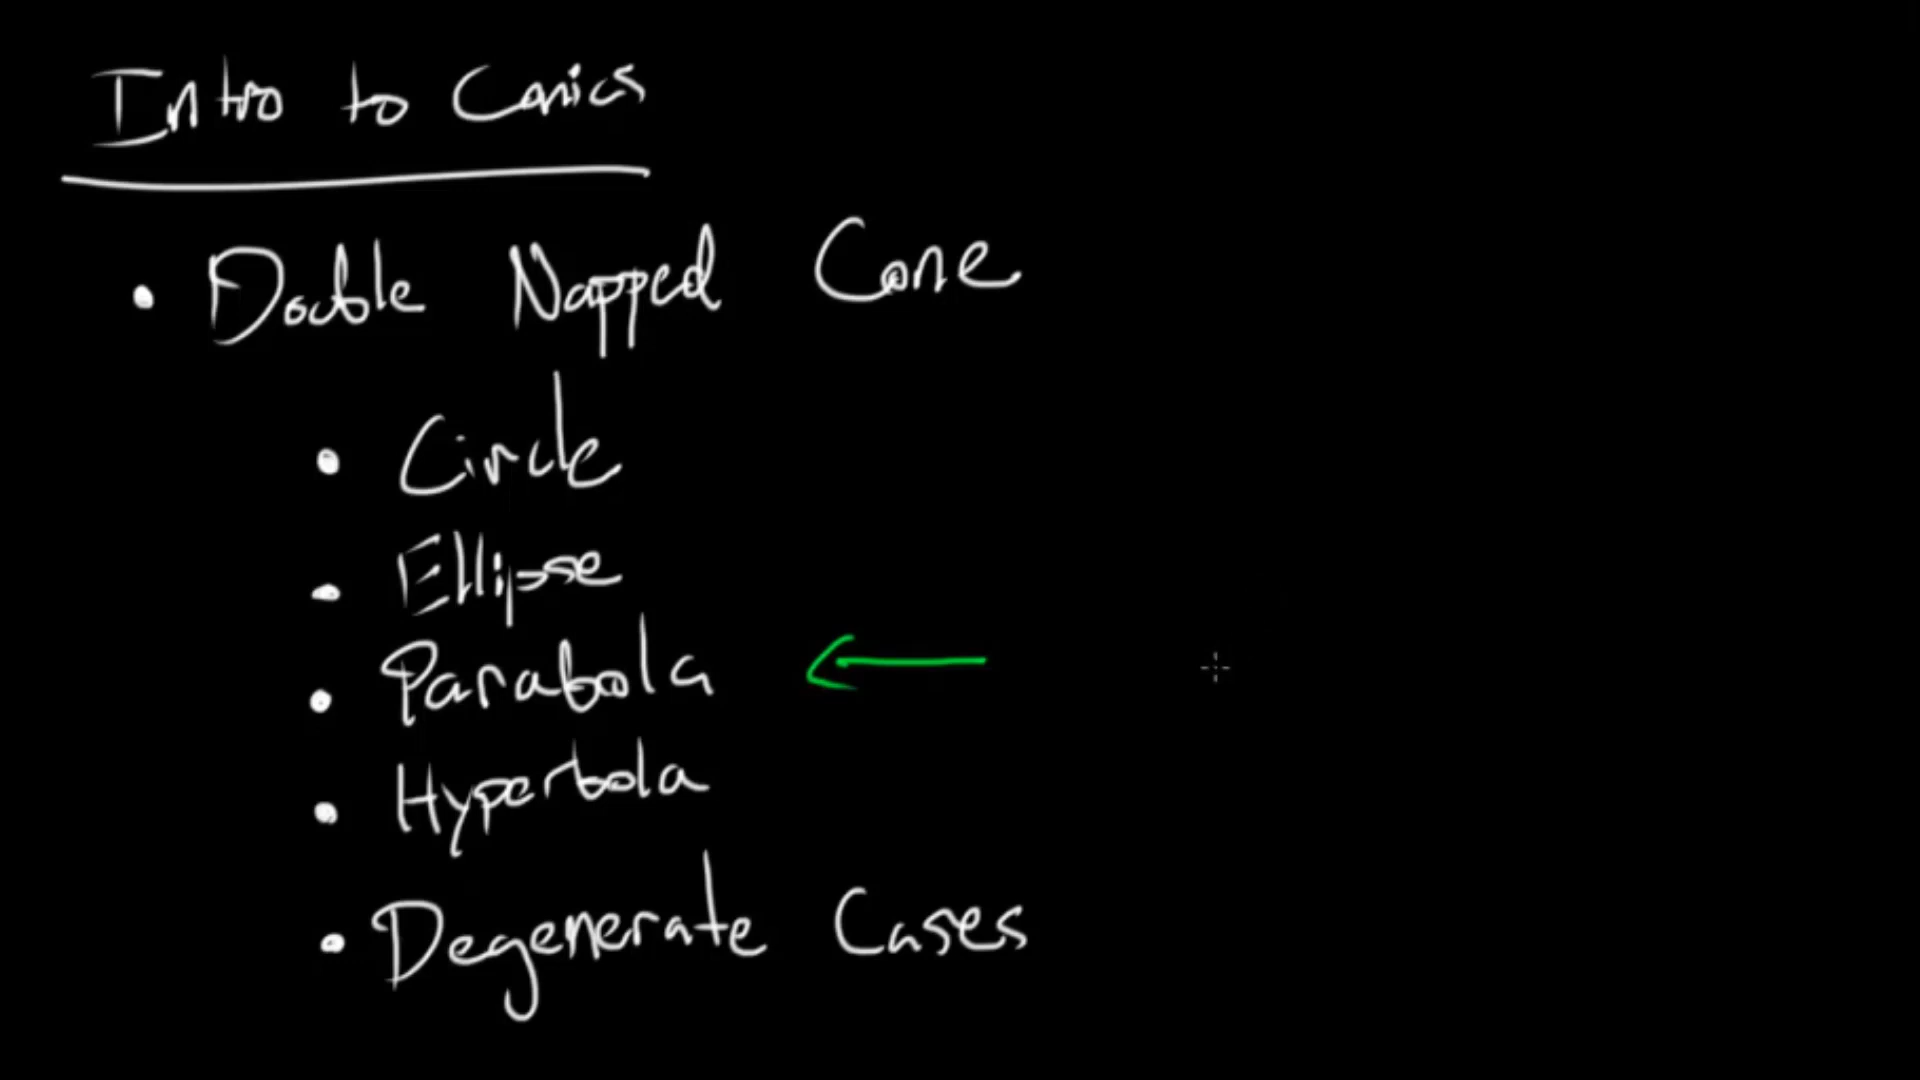 Intro to Conics
• Double Napped Cone
• Circle
• Ellipse
• Parabola
• Hyperbola
• Degenerate Cases